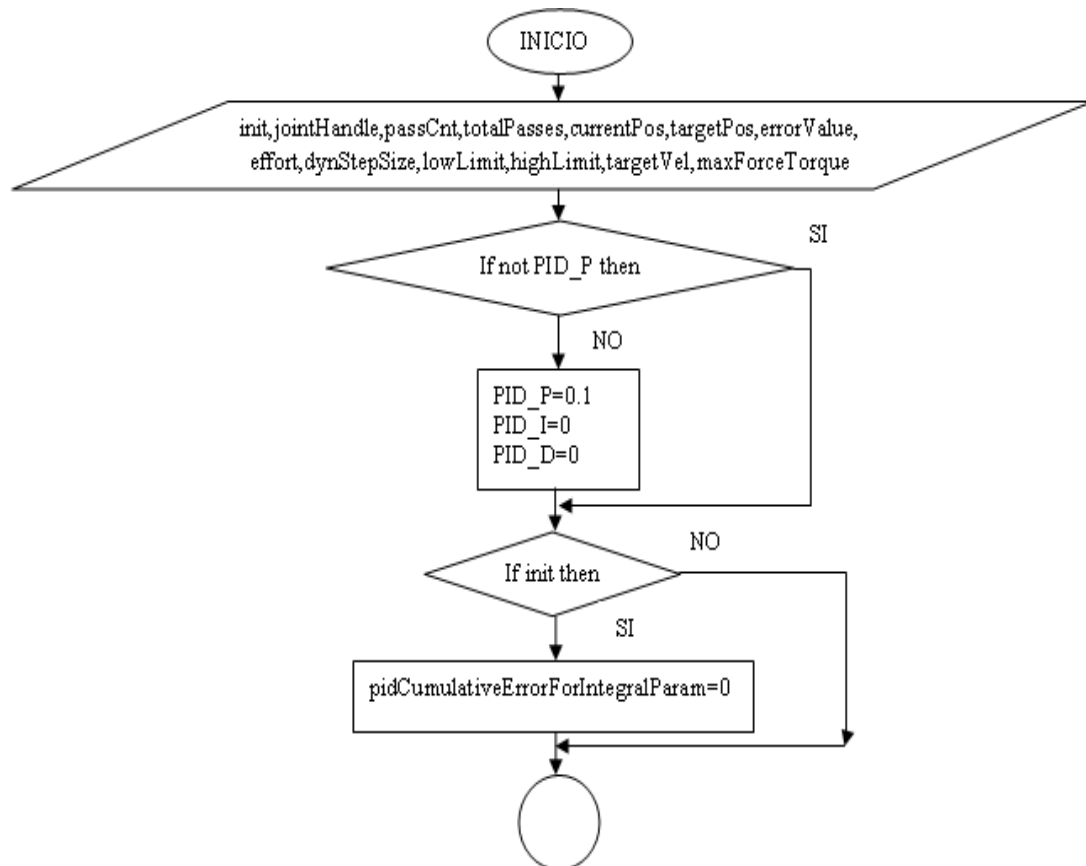 INICIO
init,jointHandle,passCnt,totalPasses,currentPos,targetPos,errorValue,
effort,dynStepSize,lowLimit,highLimit,targetVel,maxForceTorque
SI
If not PID_P then
NO
PID_P=0.1
PID_I=0
PID_D=0
NO
If init then
SI
pidCumulativeErrorForIntegralParam=0